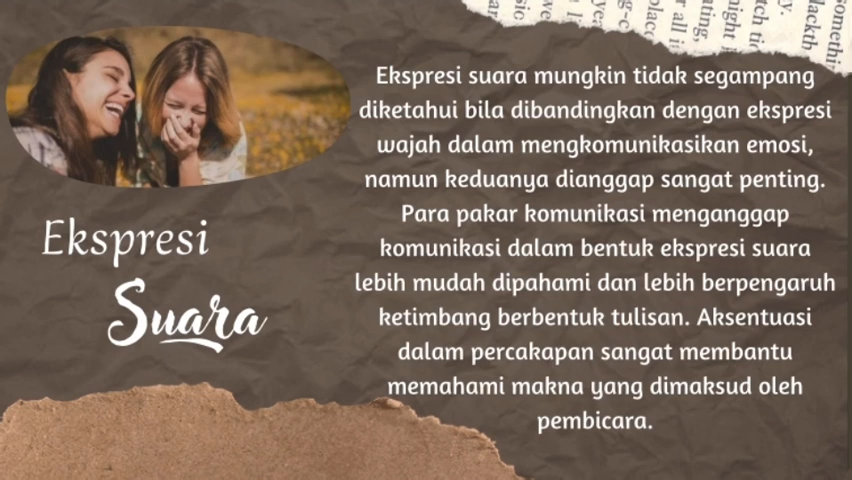 Ekspresi
Suara
Ekspresi suara mungkin tidak segampang
diketahui bila dibandingkan dengan ekspresi
wajah dalam mengkomunikasikan emosi,
namun keduanya dianggap sangat penting.
Para pakar komunikasi menganggap
komunikasi dalam bentuk ekspresi suara
lebih mudah dipahami dan lebih berpengaruh
ketimbang berbentuk tulisan. Aksentuasi
dalam percakapan sangat membantu
memahami makna yang dimaksud oleh
pembicara.